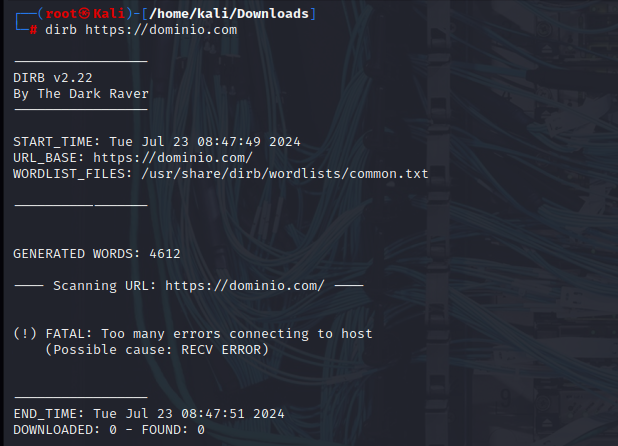 ┌──(root㉿Kali)-[/home/kali/Downloads]
└─# dirb https://dominio.com
-----------------
DIRB v2.22
By The Dark Raver
-----------------
START_TIME: Tue Jul 23 08:47:49 2024
URL_BASE: https://dominio.com/
WORDLIST_FILES: /usr/share/dirb/wordlists/common.txt
-----------------
GENERATED WORDS: 4612
---- Scanning URL: https://dominio.com/ ----
(!) FATAL: Too many errors connecting to host
(Possible cause: RECV ERROR)
-----------------
END_TIME: Tue Jul 23 08:47:51 2024
DOWNLOADED: 0 - FOUND: 0